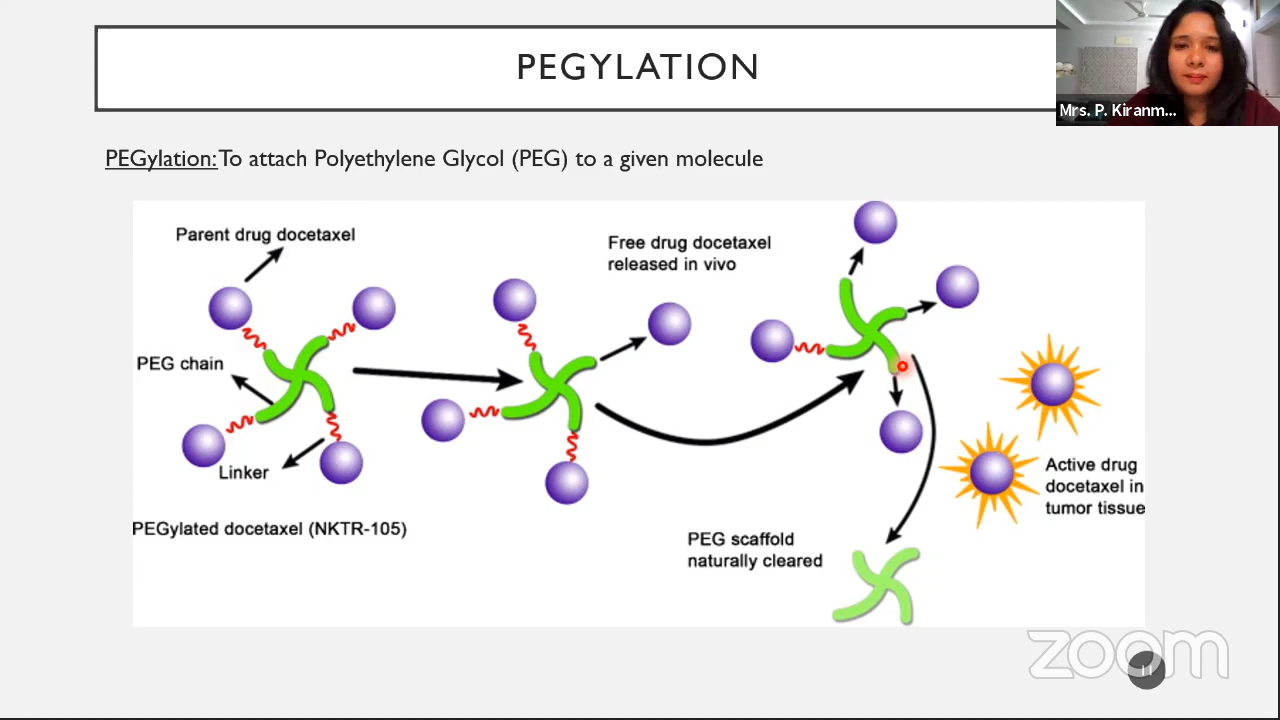 PEGYLATION
Mrs. P. Kiranm...
PEGylation: To attach Polyethylene Glycol (PEG) to a given molecule
Parent drug docetaxel
Free drug docetaxel
released in vivo
PEG chain
Linker
Active drug
docetaxel in
tumor tissue
PEGylated docetaxel (NKTR-105)
PEG scaffold
naturally cleared
zoom
11